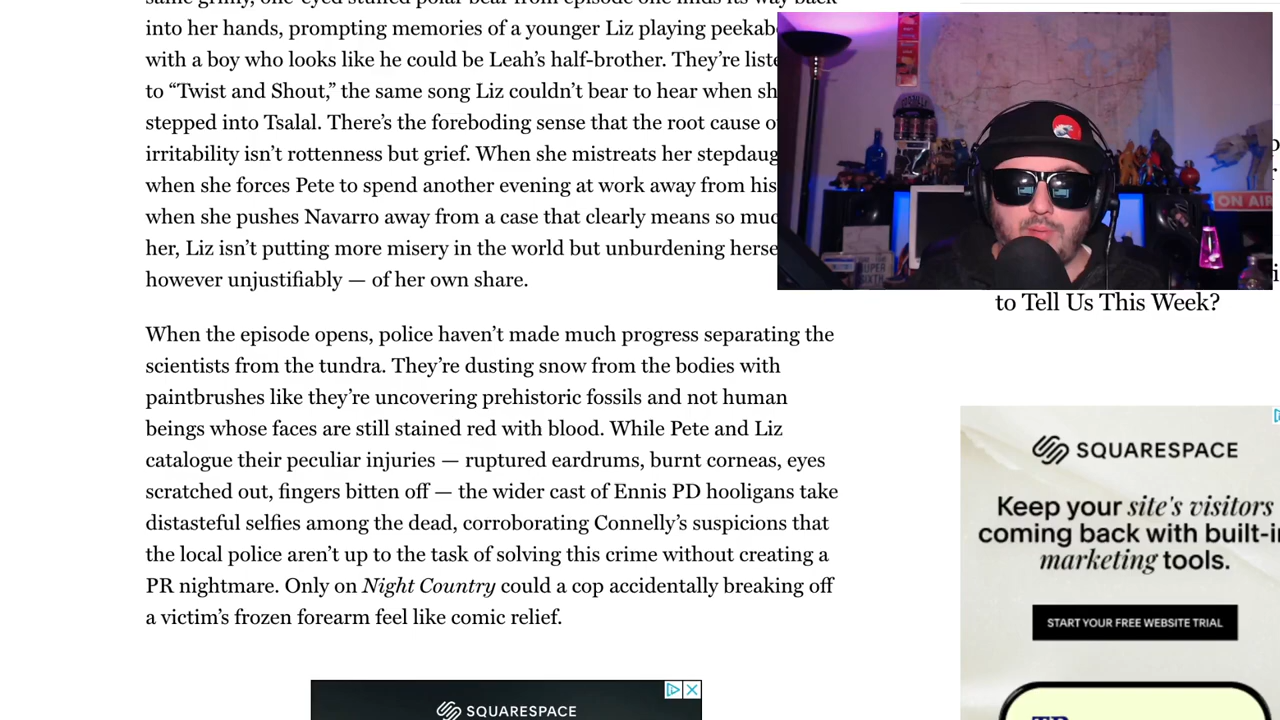 into her hands, prompting memories of a younger Liz playing
with a boy who looks like he could be Leah's half-brother. They're
to “Twist and Shout,” the same song Liz couldn't bear to hear when
stepped into Tsalal. There's the foreboding sense that the root cause
irritability isn't rottenness but grief. When she mistreats her
when she forces Pete to spend another evening at work away from his
when she pushes Navarro away from a case that clearly means so
her, Liz isn't putting more misery in the world but unburdening
however unjustifiably — of her own share.
When the episode opens, police haven't made much progress separating the
scientists from the tundra. They're dusting snow from the bodies with
paintbrushes like they're uncovering prehistoric fossils and not human
beings whose faces are still stained red with blood. While Pete and Liz
catalogue their peculiar injuries — ruptured eardrums, burnt corneas, eyes
scratched out, fingers bitten off — the wider cast of Ennis PD hooligans take
distasteful selfies among the dead, corroborating Connelly's suspicions that
the local police aren't up to the task of solving this crime without creating a
PR nightmare. Only on Night Country could a cop accidentally breaking off
a victim's frozen forearm feel like comic relief.
SQUARESPACE
ON AIR
to Tell Us This Week?
SQUARESPACE
Keep your site's visitors
coming back with
marketing tools.
START YOUR FREE WEBSITE TRIAL